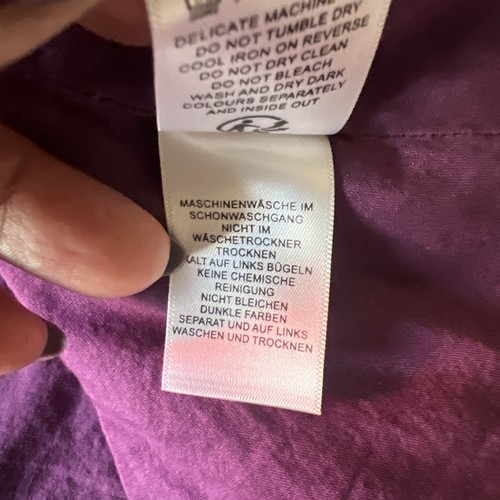 DELICATE MACHINE
DO NOT TUMBLE DRY
COOL IRON ON REVERSE
DO NOT DRY CLEAN
DO NOT BLEACH
WASH AND DRY DARK
COLOURS SEPARATELY
AND INSIDE OUT
MASCHINENWÄSCHE IM
SCHONWASCHGANG
NICHT IM
WÄSCHETROCKNER
TROCKNEN
KALT AUF LINKS BÜGELN
KEINE CHEMISCHE
REINIGUNG
NICHT BLEICHEN
DUNKLE FARBEN
SEPARAT UND AUF LINKS
WASCHEN UND TROCKNEN